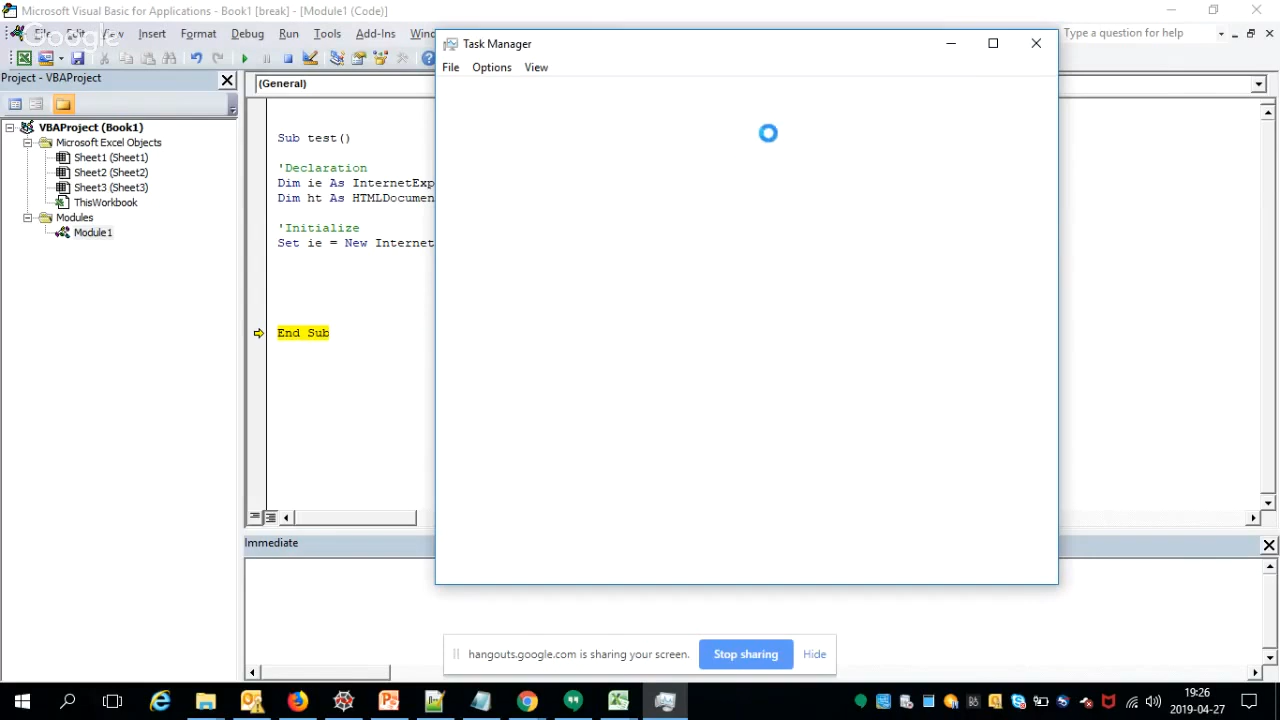 Microsoft Visual Basic for Applications - Book1 [break] - [Module1 (Code)]
Google
Insert Format Debug Run Tools Add-Ins Wind
Type a question for help
Task Manager
File Options View
Project - VBAProject
(General)
VBAProject (Book1)
Microsoft Excel Objects
Sheet1 (Sheet1)
Sheet2 (Sheet2)
Sheet3 (Sheet3)
ThisWorkbook
Modules
Module1
Sub test()
'Declaration
Dim ie As InternetExp
Dim ht As HTMLDocumen
'Initialize
Set ie = New Internet
End Sub
Immediate
hangouts.google.com is sharing your screen. Stop sharing Hide
19:26
2019-04-27